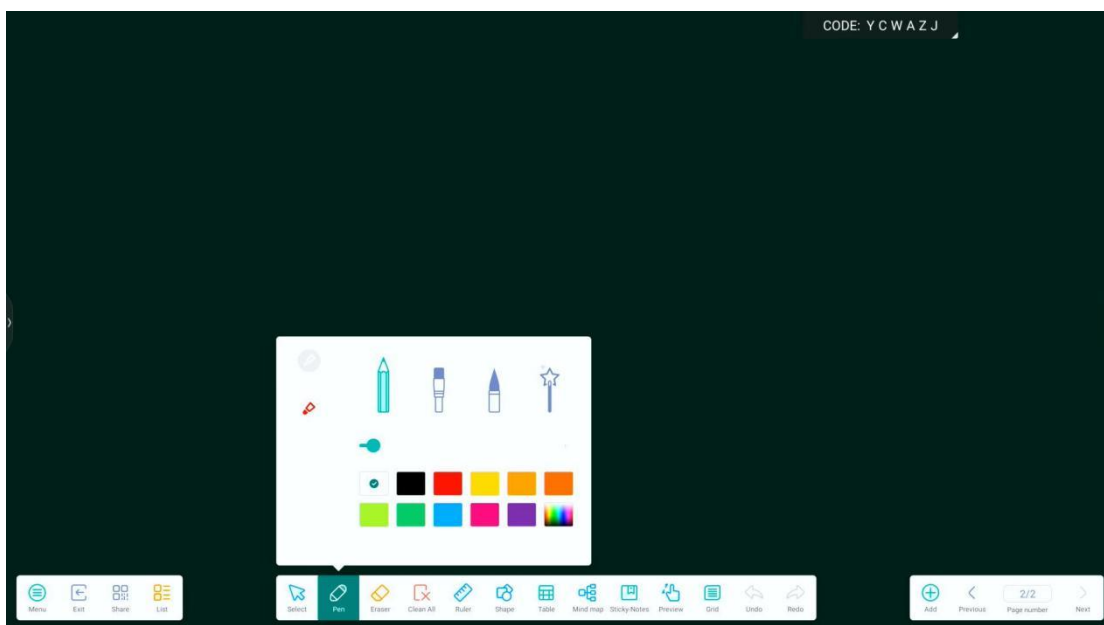 CODE: Y C W A Z J
Menu Exit Share List
Select Pen Eraser Clean All Ruler Shape Table Mind map Sticky Notes Preview Grid Undo Redo
2/2
Add Previous Page number Next